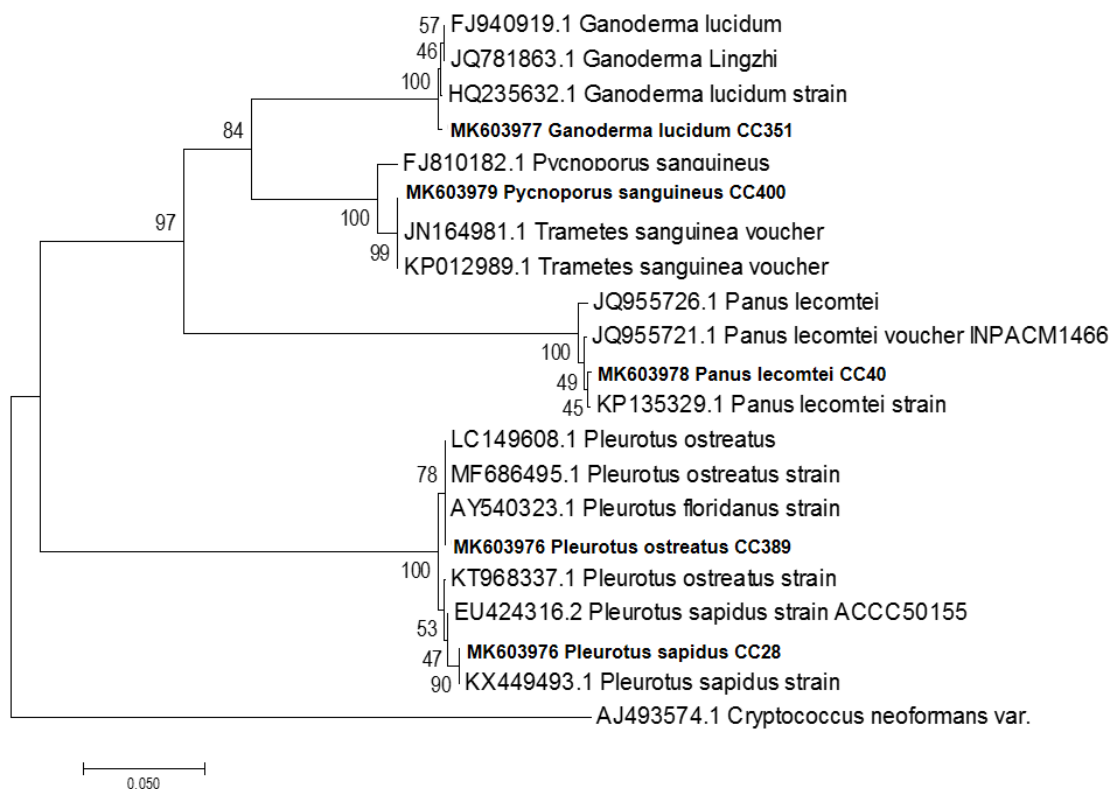 57
FJ940919.1 Ganoderma lucidum
46
JQ781863.1 Ganoderma Lingzhi
100
HQ235632.1 Ganoderma lucidum strain
84
MK603977 Ganoderma lucidum CC351
FJ810182.1 Pycnoporus sanguineus
MK603979 Pycnoporus sanguineus CC400
97
100
JN164981.1 Trametes sanguinea voucher
99
KP012989.1 Trametes sanguinea voucher
JQ955726.1 Panus lecomtei
JQ955721.1 Panus lecomtei voucher INPACM1466
100
MK603978 Panus lecomtei CC40
49
45
KP135329.1 Panus lecomtei strain
LC149608.1 Pleurotus ostreatus
78
MF686495.1 Pleurotus ostreatus strain
AY540323.1 Pleurotus floridanus strain
MK603976 Pleurotus ostreatus CC389
100
KT968337.1 Pleurotus ostreatus strain
EU424316.2 Pleurotus sapidus strain ACCC50155
53
MK603976 Pleurotus sapidus CC28
47
90
KX449493.1 Pleurotus sapidus strain
AJ493574.1 Cryptococcus neoformans var.
0.050